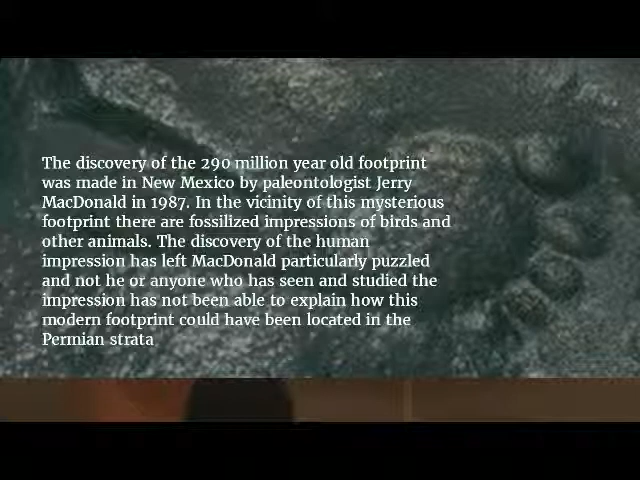 The discovery of the 290 million year old footprint
was made in New Mexico by paleontologist Jerry
MacDonald in 1987. In the vicinity of this mysterious
footprint there are fossilized impressions of birds and
other animals. The discovery of the human
impression has left MacDonald particularly puzzled
and not he or anyone who has seen and studied the
impression has not been able to explain how this
modern footprint could have been located in the
Permian strata